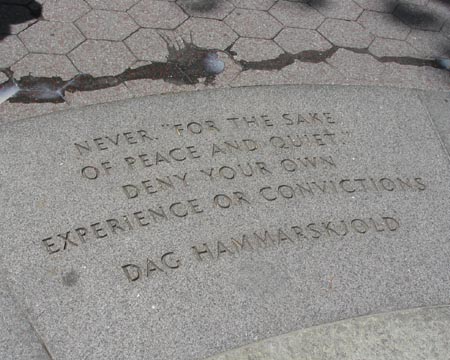 NEVER, "FOR THE SAKE
OF PEACE AND QUIET,"
DENY YOUR OWN
EXPERIENCE OR CONVICTIONS
DAG HAMMARSKJOLD